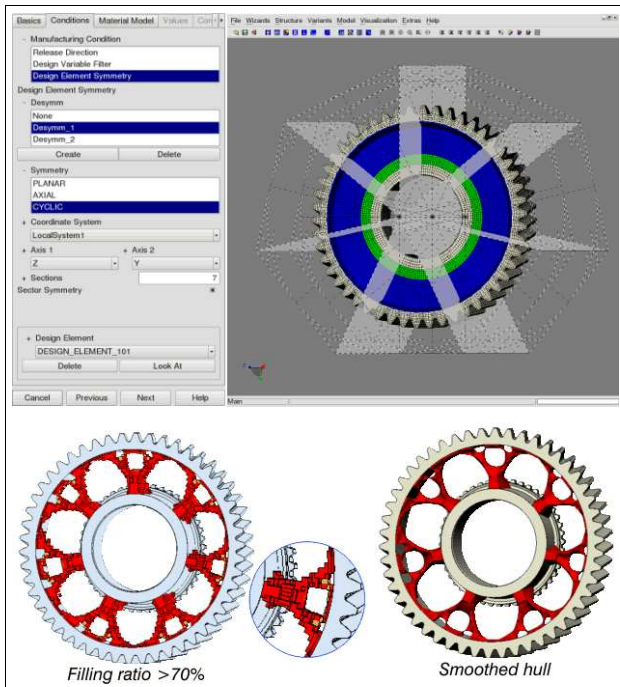 Basics Conditions Material Model Values Con
- Manufacturing Condition
Release Direction
Design Variable Filter
Design Element Symmetry
Design Element Symmetry
- Desymm
None
Desymm_1
Desymm_2
Create Delete
- Symmetry
PLANAR
AXIAL
CYCLIC
+ Coordinate System
LocalSystem1
+ Axis 1 + Axis 2
Z Y
+ Sections 7
Sector Symmetry
+ Design Element
DESIGN_ELEMENT_101
Delete Look At
Cancel Previous Next Help
File Wizards Structure Variants Model Visualization Extras Help
Main
Filling ratio >70%
Smoothed hull